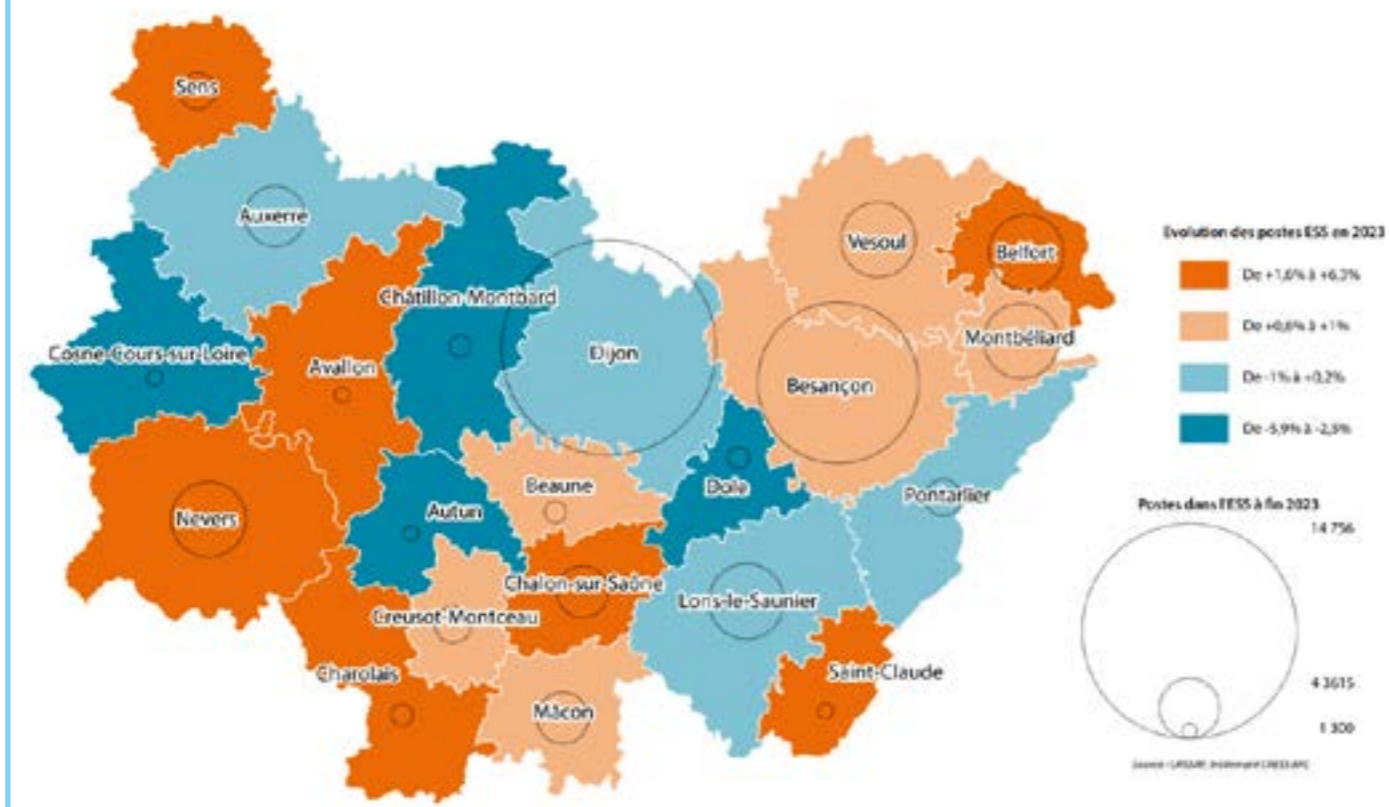 Sens
Auxerre
Vesoul
Belfort
Châtillon-Montbard
Montbéliard
Cosne-Cours-sur-Loire
Avallon
Dijon
Besançon
Beaune
Dole
Pontarlier
Nevers
Autun
Chalon-sur-Saône
Creusot-Montceau
Lons-le-Saunier
Charolais
Saint-Claude
Mâcon
Evolution des postes ESS en 2023
De +1,6% à +6,3%
De +0,6% à +1%
De -1% à +0,2%
De -5,9% à -2,5%
Postes dans l'ESS à fin 2023
14 756
4 3615
1 300